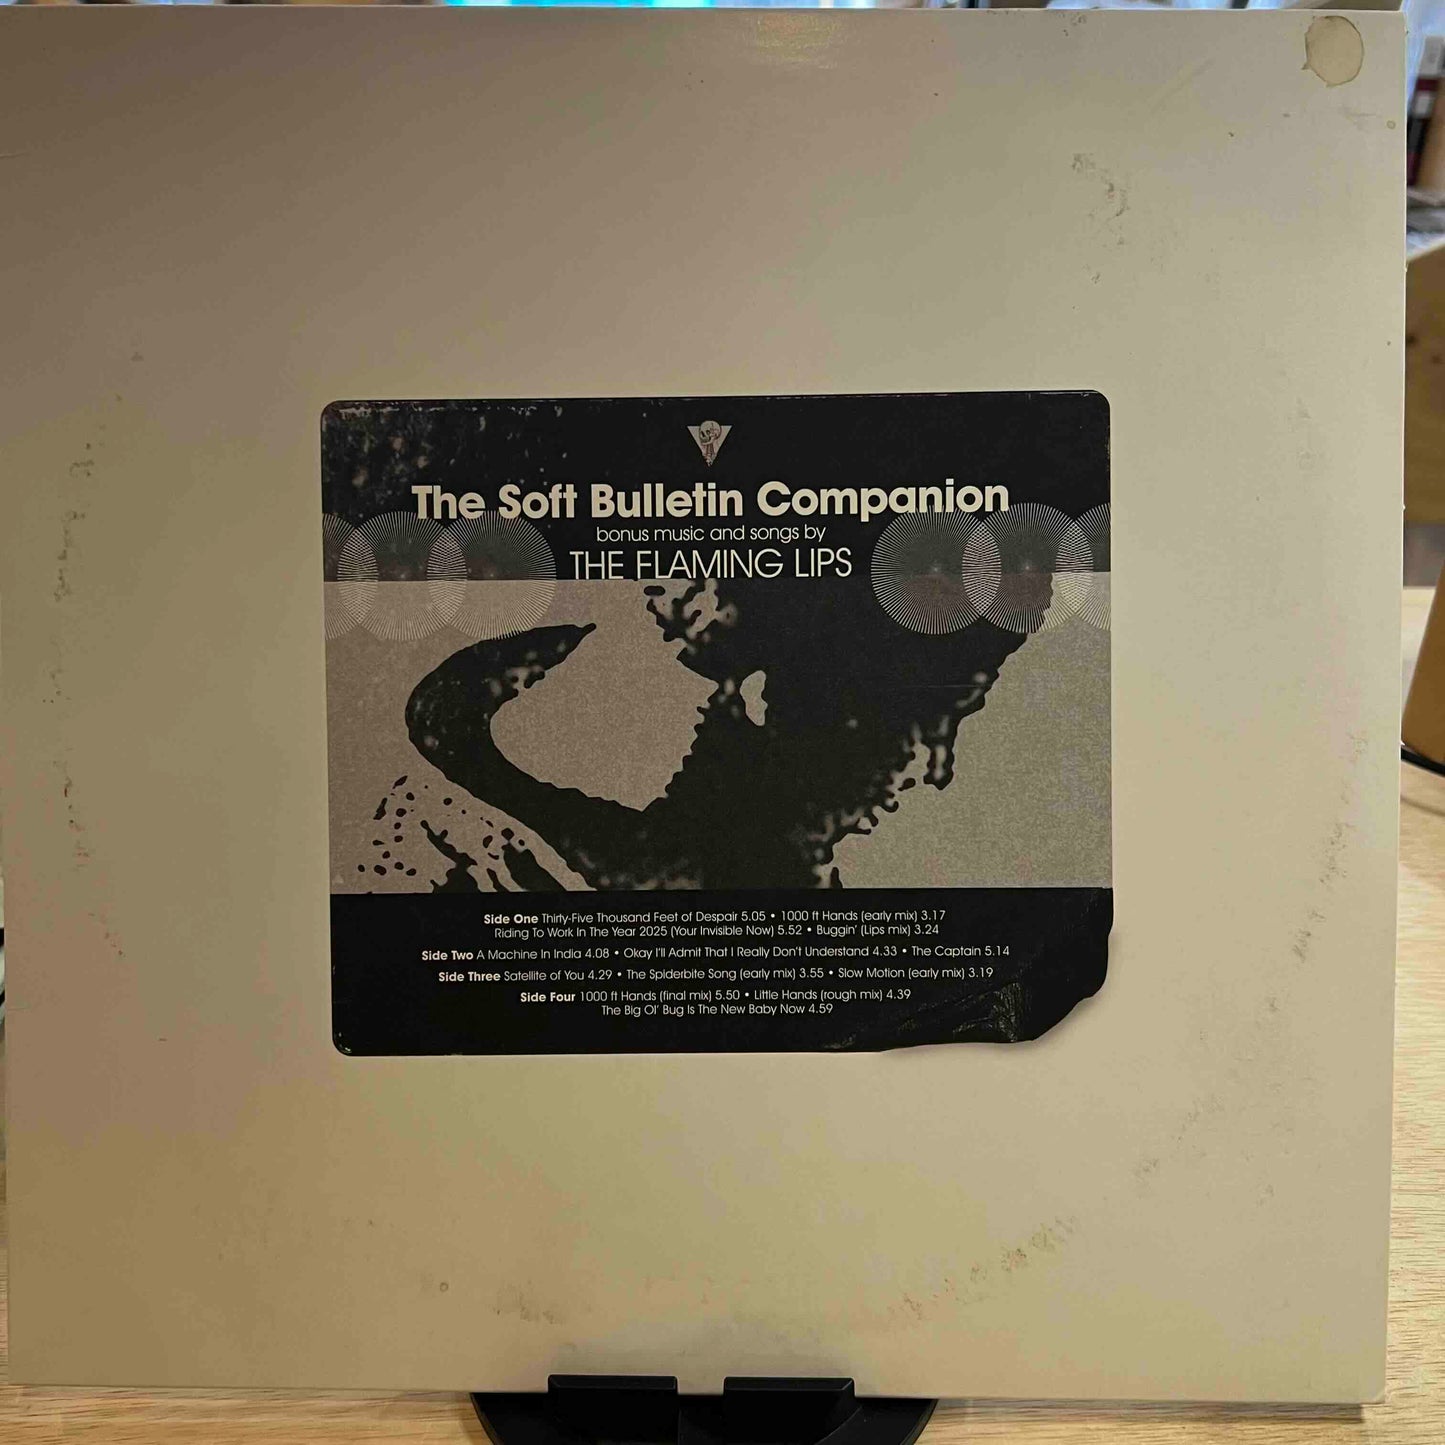 The Soft Bulletin Companion
bonus music and songs by
THE FLAMING LIPS
Side One Thirty-Five Thousand Feet of Despair 5.05 • 1000 ft Hands (early mix) 3.17
Riding To Work In The Year 2025 (Your Invisible Now) 5.52 • Buggin' (Lips mix) 3.24
Side Two A Machine In India 4.08 • Okay I'll Admit That I Really Don't Understand 4.33 • The Captain 5.14
Side Three Satellite of You 4.29 • The Spiderbite Song (early mix) 3.55 • Slow Motion (early mix) 3.19
Side Four 1000 ft Hands (final mix) 5.50 • Little Hands (rough mix) 4.39
The Big Ol' Bug Is The New Baby Now 4.59